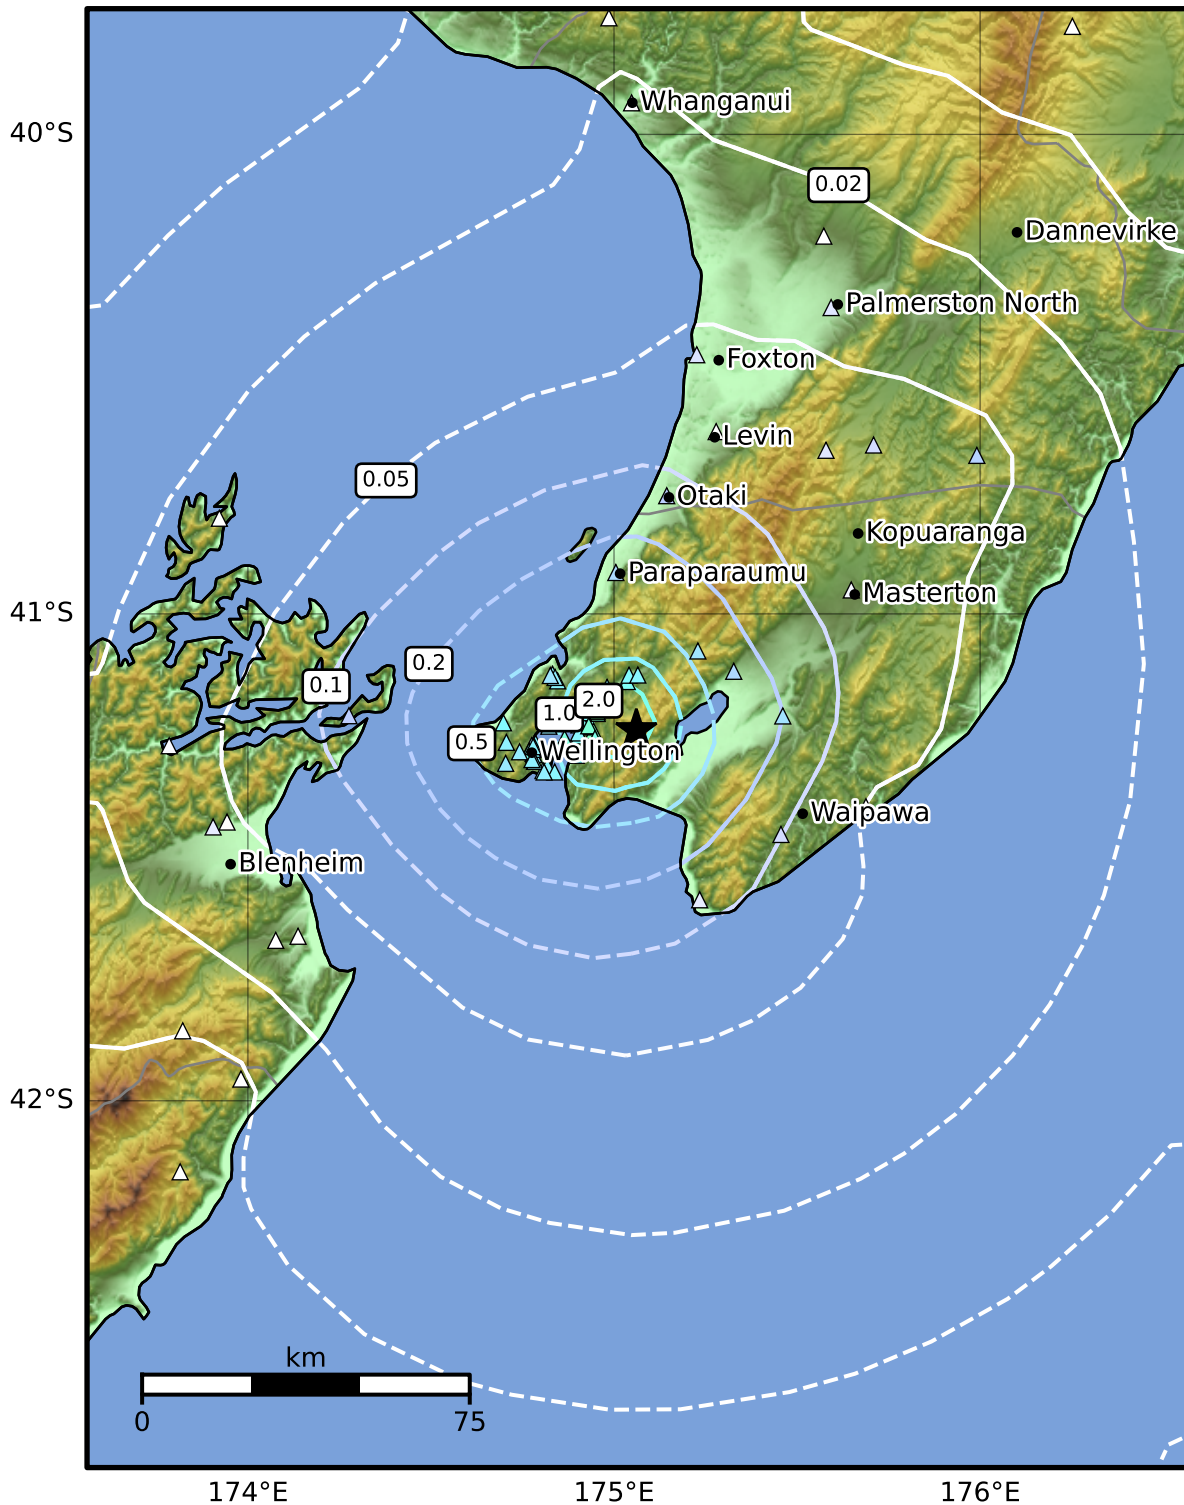 Whanganui
40°S
0.02
Dannevirke
Palmerston North
Foxton
Levin
0.05
Otaki
Kopuaranga
Paraparaumu
Masterton
41°S
0.2
0.1
2.0
1.0
0.5
Wellington
Waipawa
Blenheim
42°S
km
0
75
174°E
175°E
176°E